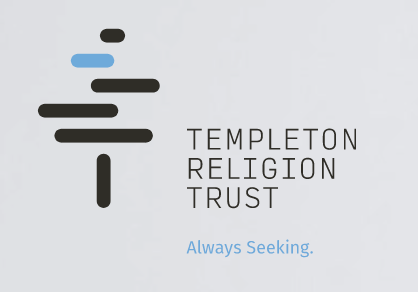 TEMPLETON
RELIGION
TRUST
Always Seeking.